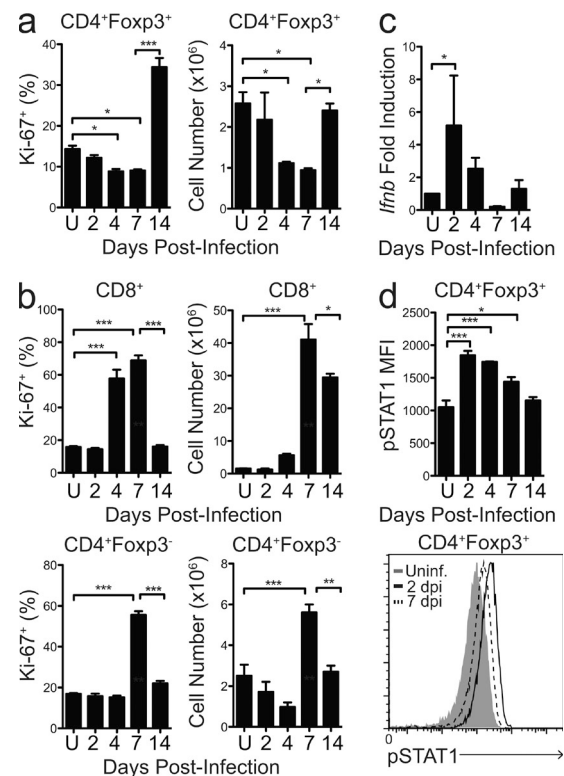 a
CD4+Foxp3+
Ki-67+ (%)
40
30
20
10
0
*
*
***
U 2 4 7 14
Days Post-Infection
CD4+Foxp3+
Cell Number (x10⁶)
4
3
2
1
0
*
*
*
U 2 4 7 14
c
Ifnb Fold Induction
10
8
6
4
2
0
*
U 2 4 7 14
Days Post-Infection
b
CD8+
Ki-67+ (%)
100
80
60
40
20
0
***
***
***
U 2 4 7 14
Days Post-Infection
CD8+
Cell Number (x10⁶)
50
40
30
20
10
0
***
*
U 2 4 7 14
CD4+Foxp3-
Ki-67+ (%)
80
60
40
20
0
***
***
U 2 4 7 14
Days Post-Infection
CD4+Foxp3-
Cell Number (x10⁶)
8
6
4
2
0
***
**
U 2 4 7 14
d
CD4+Foxp3+
pSTAT1 MFI
2500
2000
1500
1000
500
0
*
***
***
U 2 4 7 14
Days Post-Infection
CD4+Foxp3+
Uninf.
2 dpi
7 dpi
0
0
pSTAT1